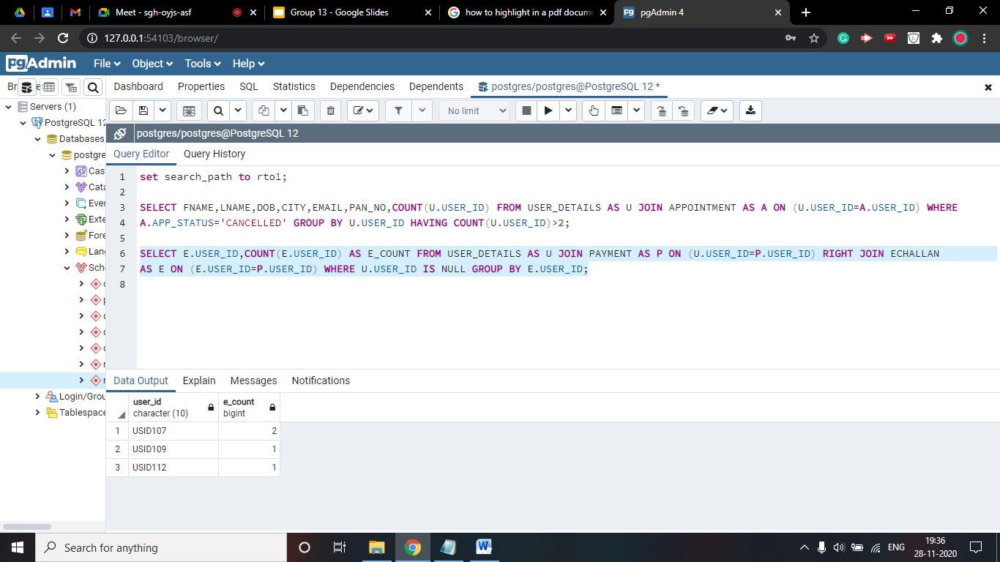 Meet - sgh-oyjs-asf
Group 13 - Google Slides
how to highlight in a pdf docume
pgAdmin 4
127.0.0.1:54103/browser/
pgAdmin
File Object Tools Help
Dashboard Properties SQL Statistics Dependencies Dependents postgres/postgres@PostgreSQL 12 *
Servers (1)
PostgreSQL 12
Databases
postgre
Cas
Cata
Ever
Exte
Fore
Lang
Sch
Login/Grou
Tablespace
No limit
postgres/postgres@PostgreSQL 12
Query Editor Query History
1 set search_path to rto1;
2
3 SELECT FNAME,LNAME,DOB,CITY,EMAIL,PAN_NO,COUNT(U.USER_ID) FROM USER_DETAILS AS U JOIN APPOINTMENT AS A ON (U.USER_ID=A.USER_ID) WHERE
4 A.APP_STATUS='CANCELLED' GROUP BY U.USER_ID HAVING COUNT(U.USER_ID)>2;
5
6 SELECT E.USER_ID,COUNT(E.USER_ID) AS E_COUNT FROM USER_DETAILS AS U JOIN PAYMENT AS P ON (U.USER_ID=P.USER_ID) RIGHT JOIN ECHALLAN
7 AS E ON (E.USER_ID=P.USER_ID) WHERE U.USER_ID IS NULL GROUP BY E.USER_ID;
8
Data Output Explain Messages Notifications
user_id e_count
character (10) bigint
1 USID107 2
2 USID109 1
3 USID112 1
Search for anything
ENG
19:36
28-11-2020